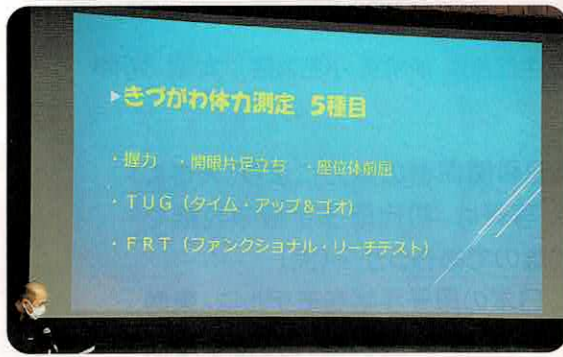 ▶きづがわ体力測定 5種目
・握力 ・開眼片足立ち ・座位体前屈
・TUG（タイム・アップ＆ゴオ）
・FRT（ファンクショナル・リーチテスト）